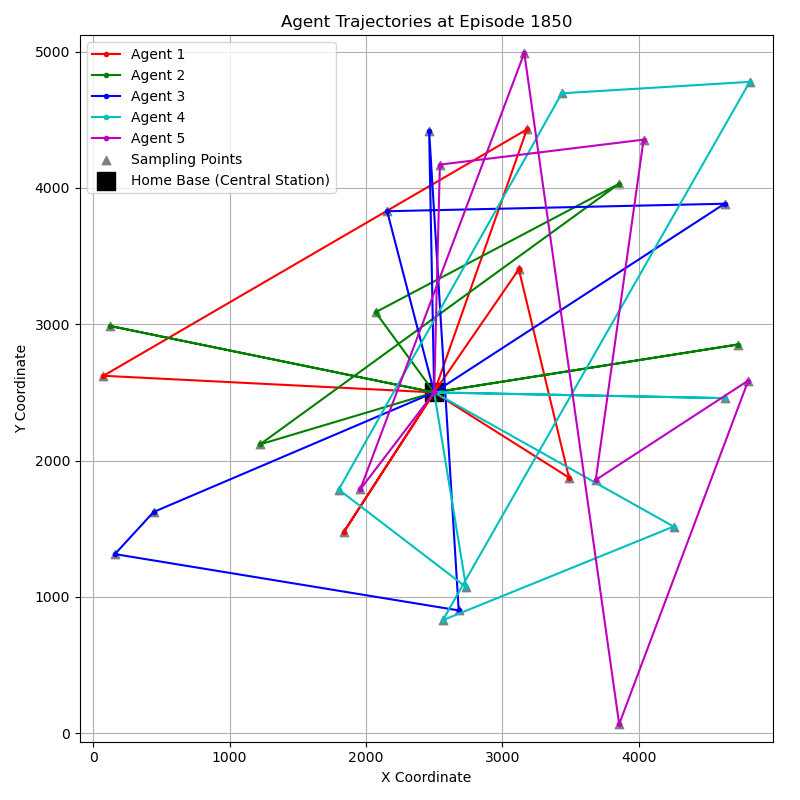 Agent Trajectories at Episode 1850
Agent 1
Agent 2
Agent 3
Agent 4
Agent 5
Sampling Points
Home Base (Central Station)
Y Coordinate
5000
4000
3000
2000
1000
0
0 1000 2000 3000 4000
X Coordinate